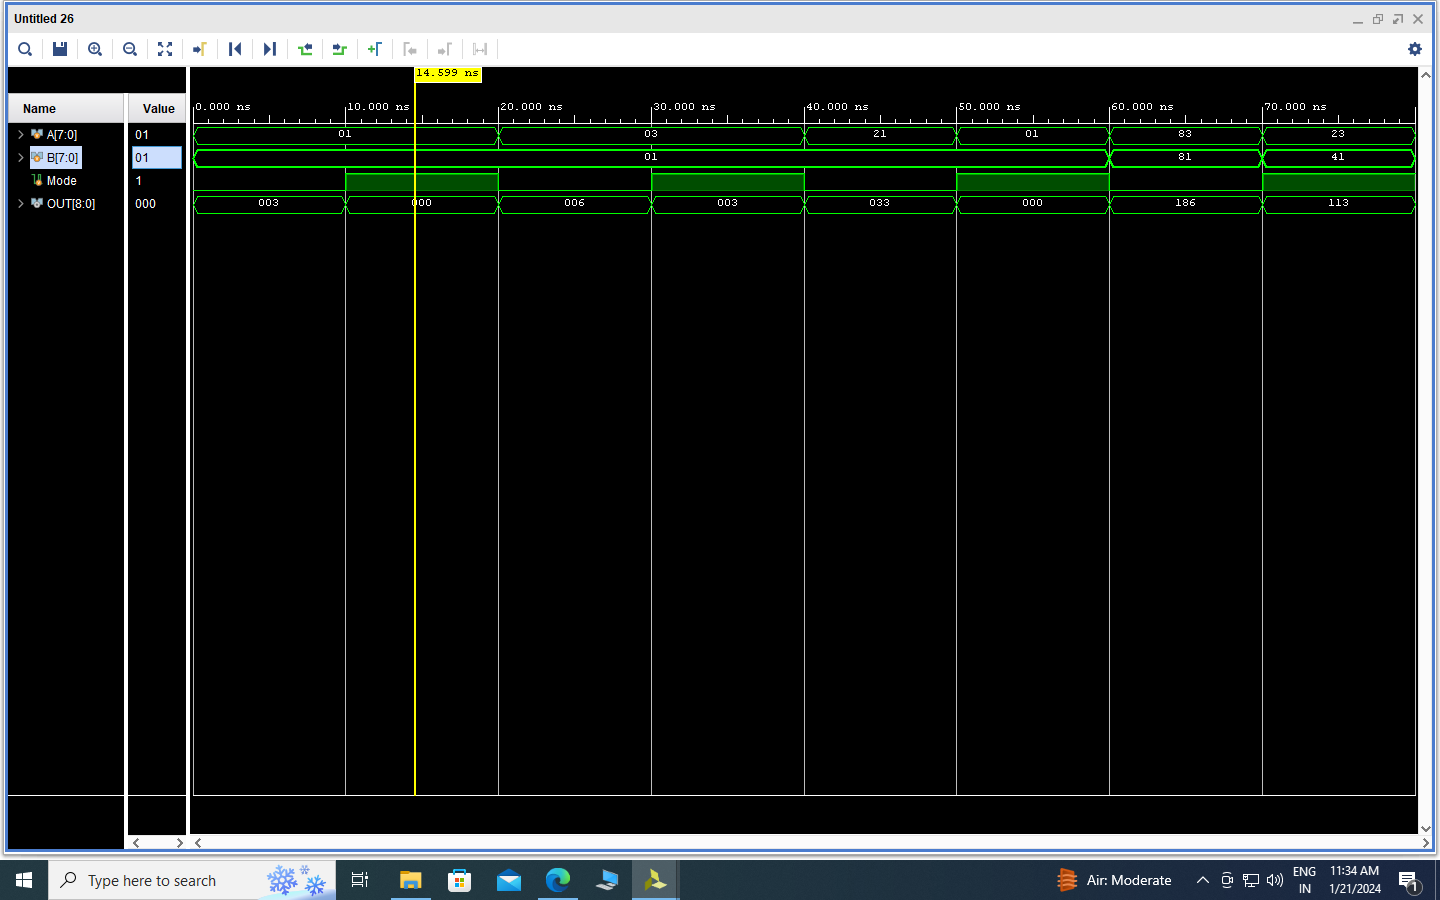 Untitled 26
14.599 ns
Name Value
0.000 ns 10.000 ns 20.000 ns 30.000 ns 40.000 ns 50.000 ns 60.000 ns 70.000 ns
A[7:0] 01 01 03 21 01 83 23
B[7:0] 01 01 81 41
Mode 1
OUT[8:0] 000 003 000 006 003 033 000 186 113
Type here to search
Air: Moderate
ENG
IN
11:34 AM
1/21/2024
1